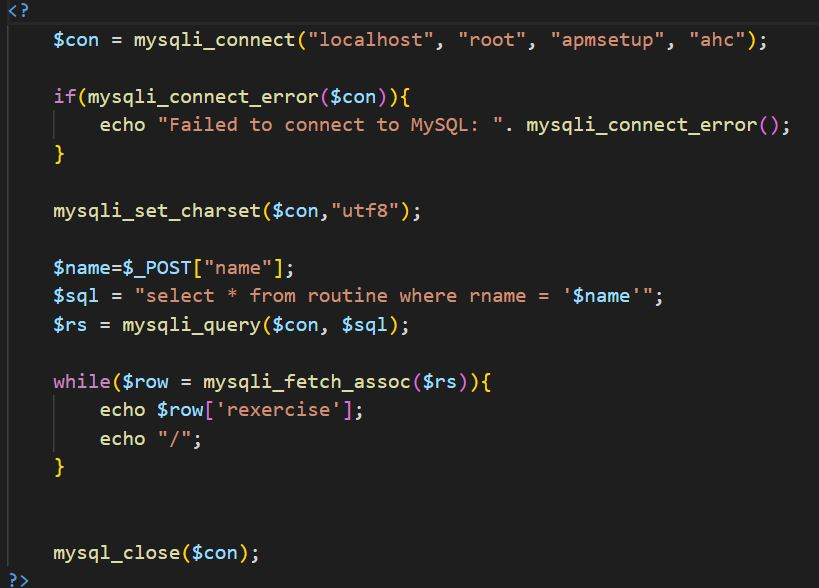 <?
$con = mysqli_connect("localhost", "root", "apmsetup", "ahc");
if(mysqli_connect_error($con)){
echo "Failed to connect to MySQL: ". mysqli_connect_error();
}
mysqli_set_charset($con,"utf8");
$name=$_POST["name"];
$sql = "select * from routine where rname = '$name'";
$rs = mysqli_query($con, $sql);
while($row = mysqli_fetch_assoc($rs)){
echo $row['rexercise'];
echo "/";
}
mysql_close($con);
?>